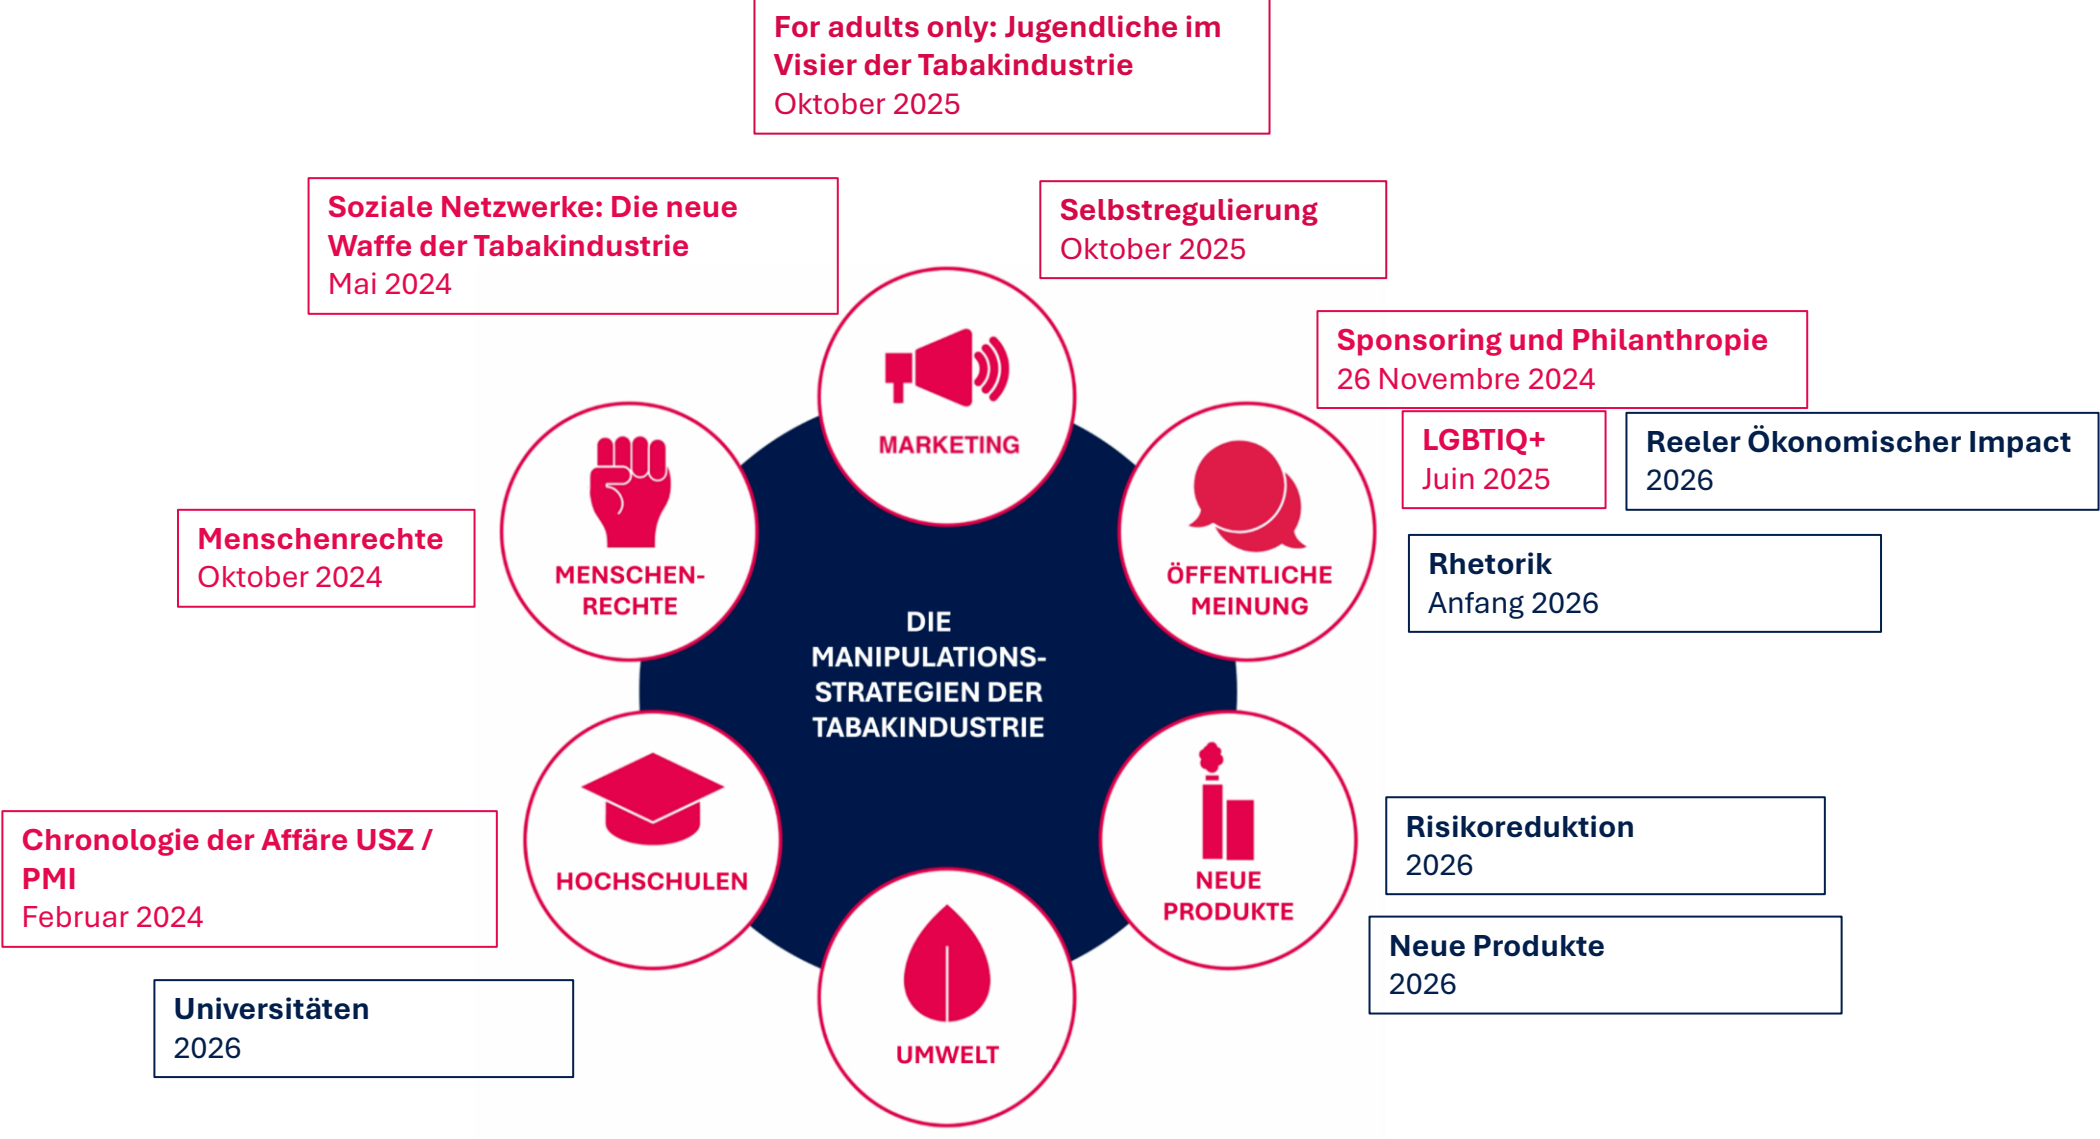 For adults only: Jugendliche im
Visier der Tabakindustrie
Oktober 2025
Soziale Netzwerke: Die neue
Waffe der Tabakindustrie
Mai 2024
Selbstregulierung
Oktober 2025
Sponsoring und Philanthropie
26 Novembre 2024
LGBTIQ+
Juin 2025
Reeler Ökonomischer Impact
2026
Rhetorik
Anfang 2026
MARKETING
MENSCHEN-
RECHTE
ÖFFENTLICHE
MEINUNG
Menschenrechte
Oktober 2024
DIE
MANIPULATIONS-
STRATEGIEN DER
TABAKINDUSTRIE
Chronologie der Affäre USZ /
PMI
Februar 2024
HOCHSCHULEN
NEUE
PRODUKTE
Risikoreduktion
2026
Neue Produkte
2026
Universitäten
2026
UMWELT